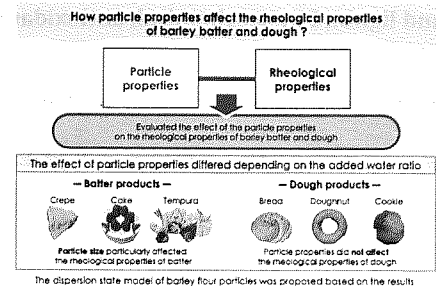 How particle properties affect the rheological properties
of barley batter and dough ?
Particle
properties
Rheological
properties
Evaluated the effect of the particle properties
on the rheological properties of barley batter and dough
The effect of particle properties differed depending on the added water ratio
— Batter products —
Crepe Cake Tempura
Particle size particularly affected
the rheological properties of batter
— Dough products —
Bread Doughnut Cookie
Particle properties did not affect
the rheological properties of dough
The dispersion state model of barley flour particles was proposed based on the results